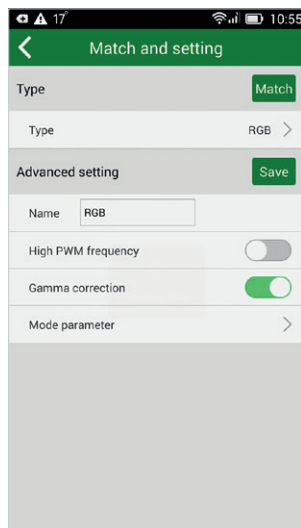 17° 10:55
Match and setting
Type Match
Type RGB
Advanced setting Save
Name RGB
High PWM frequency
Gamma correction
Mode parameter